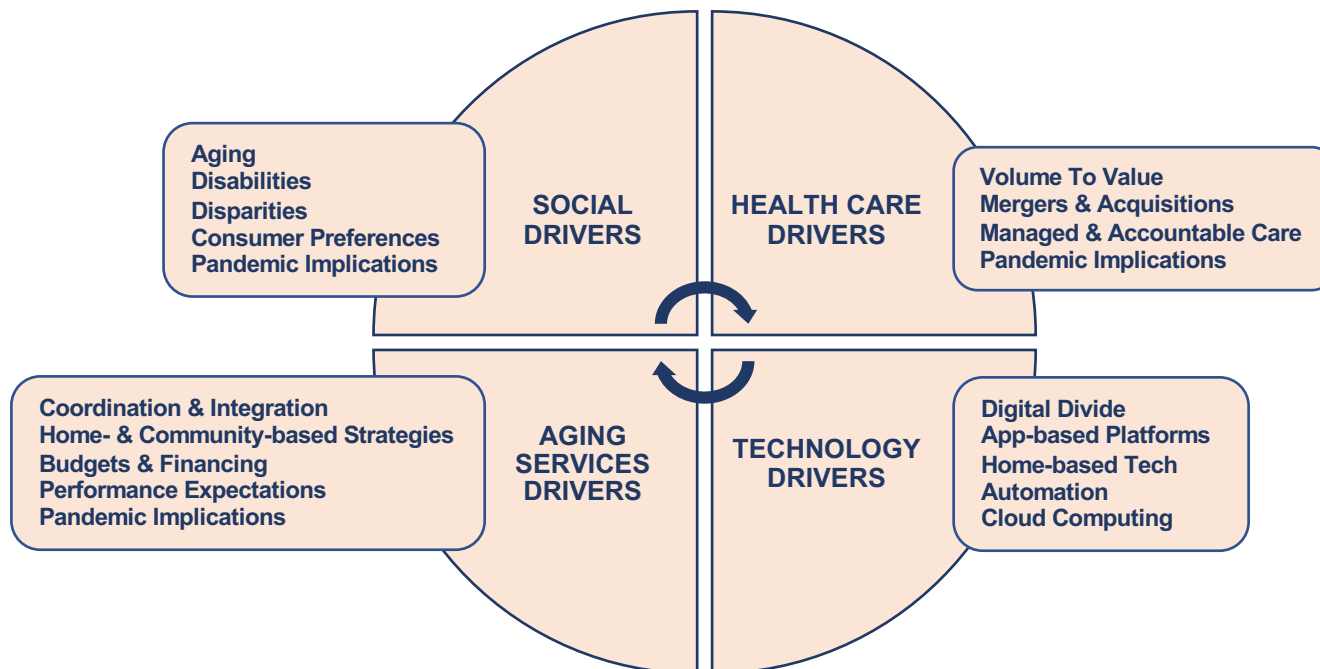 Aging
Disabilities
Disparities
Consumer Preferences
Pandemic Implications
SOCIAL
DRIVERS
HEALTH CARE
DRIVERS
Volume To Value
Mergers & Acquisitions
Managed & Accountable Care
Pandemic Implications
Coordination & Integration
Home- & Community-based Strategies
Budgets & Financing
Performance Expectations
Pandemic Implications
AGING
SERVICES
DRIVERS
TECHNOLOGY
DRIVERS
Digital Divide
App-based Platforms
Home-based Tech
Automation
Cloud Computing